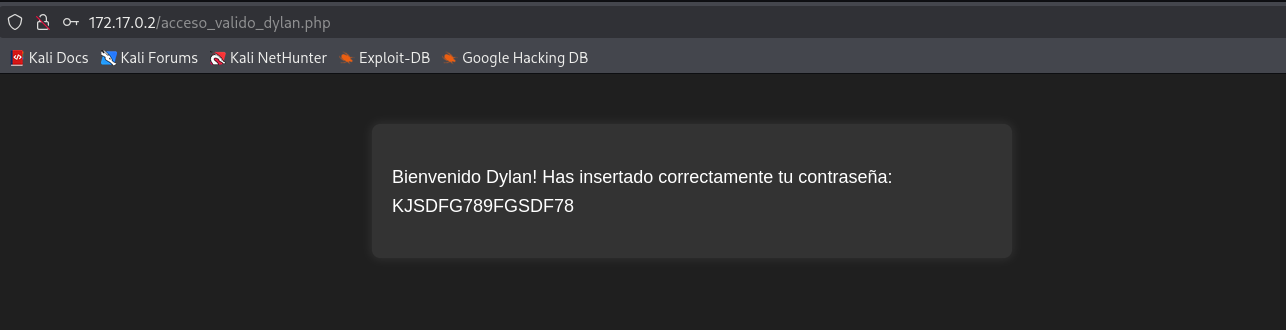 172.17.0.2/acceso_valido_dylan.php
Kali Docs Kali Forums Kali NetHunter Exploit-DB Google Hacking DB
Bienvenido Dylan! Has insertado correctamente tu contraseña:
KJSDFG789FGSDF78